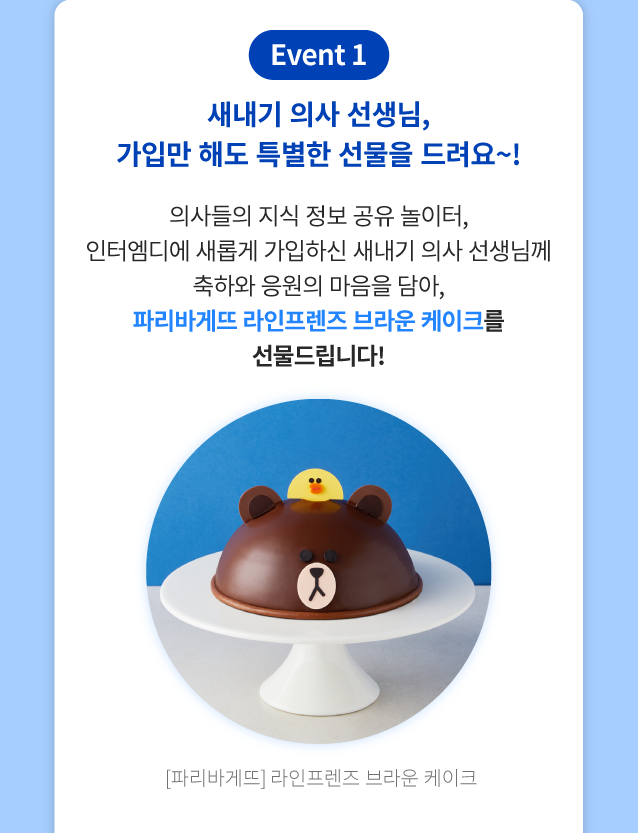 Event 1
새내기 의사 선생님,
가입만 해도 특별한 선물을 드려요~!
의사들의 지식 정보 공유 놀이터,
인터엠디에 새롭게 가입하신 새내기 의사 선생님께
축하와 응원의 마음을 담아,
파리바게뜨 라인프렌즈 브라운 케이크를
선물드립니다!
[파리바게뜨] 라인프렌즈 브라운 케이크